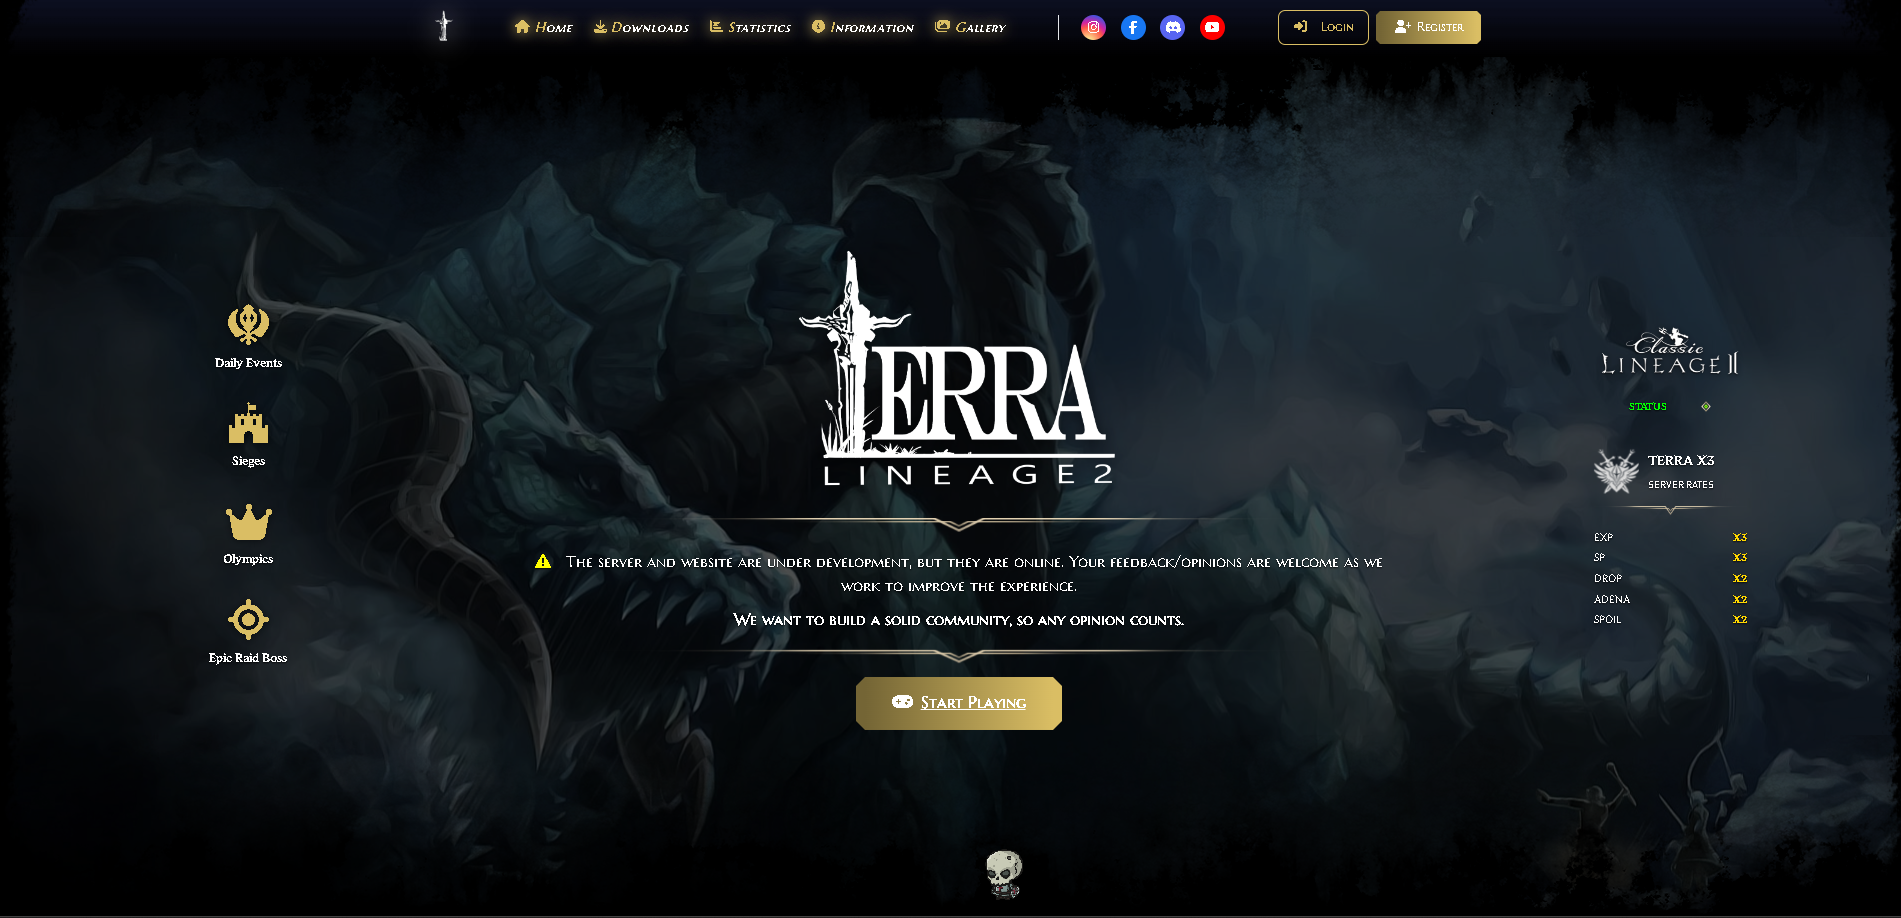 Home
Downloads
Statistics
Information
Gallery
Login
Register
TERRA
LINEAGE 2
Daily Events
Sieges
Olympics
Epic Raid Boss
Classic
LINEAGE II
STATUS
TERRA X3
SERVER RATES
EXP X3
SP X3
DROP X2
ADENA X2
SPOIL X2
The server and website are under development, but they are online. Your feedback/opinions are welcome as we
work to improve the experience.
We want to build a solid community, so any opinion counts.
Start Playing